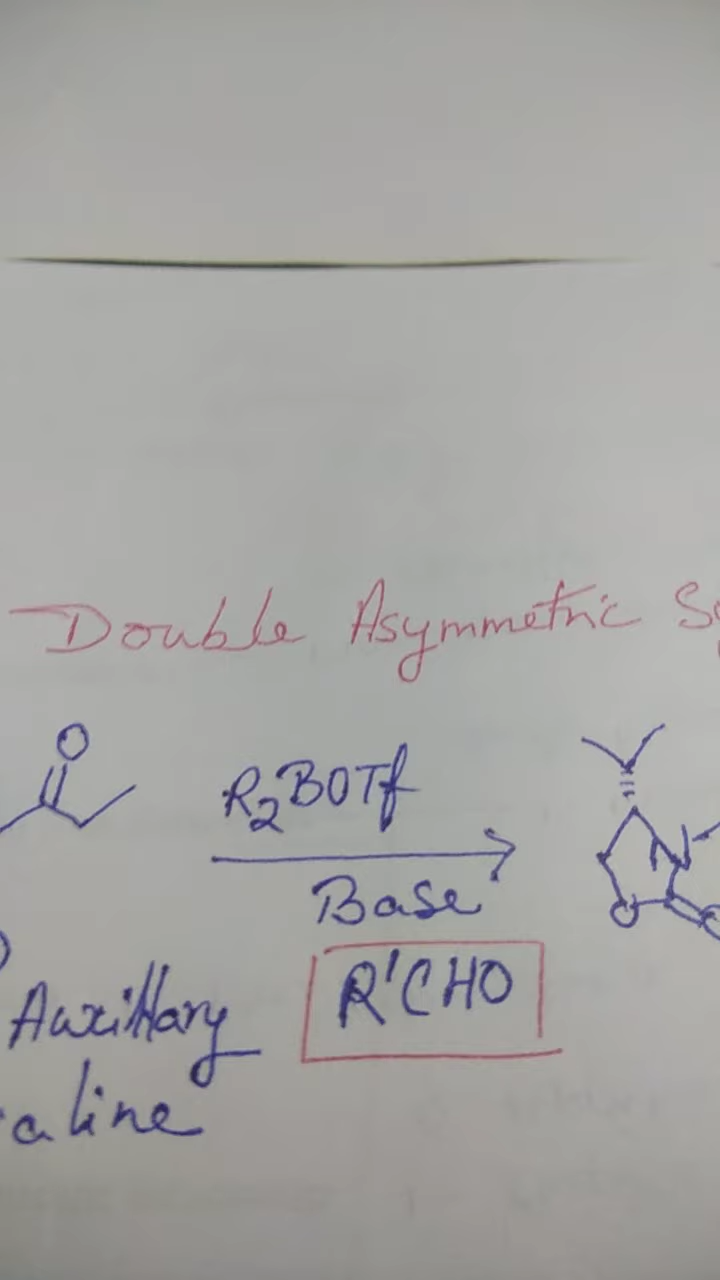 Double Asymmetric
O
R₂BOTf
Base
N
O
O
Auxillary
R'CHO
aline